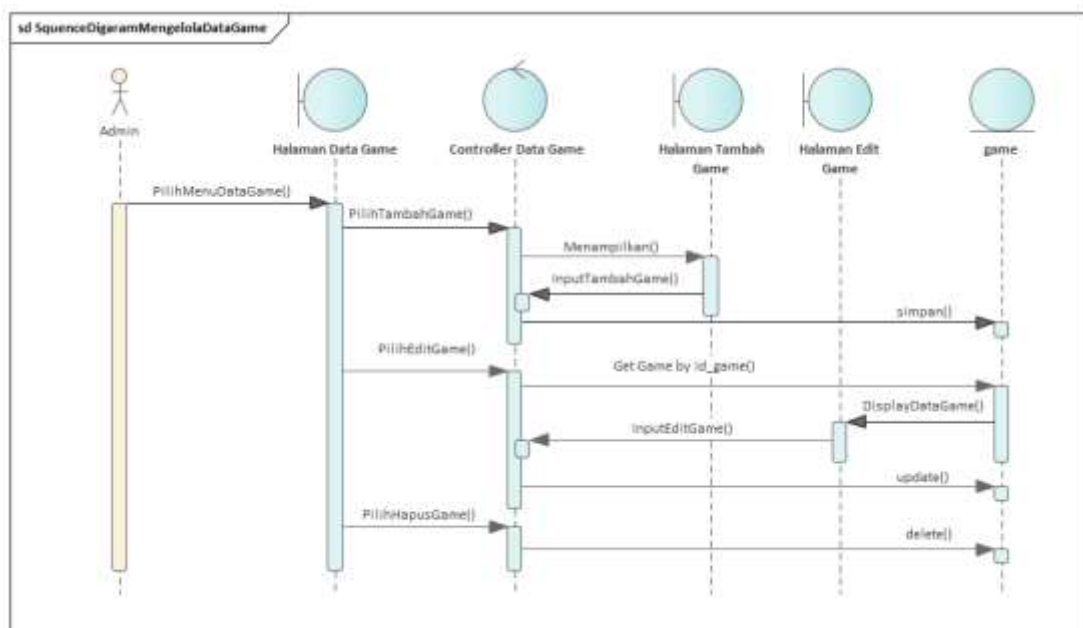 sd SquenceDigaramMengelolaDataGame
Admin
Halaman Data Game
Controller Data Game
Halaman Tambah
Game
Halaman Edit
Game
game
PilihMenuDataGame()
PilihTambahGame()
Menampilkan()
InputTambahGame()
simpan()
PilihEditGame()
Get Game by id_game()
DisplayDataGame()
InputEditGame()
update()
PilihHapusGame()
delete()